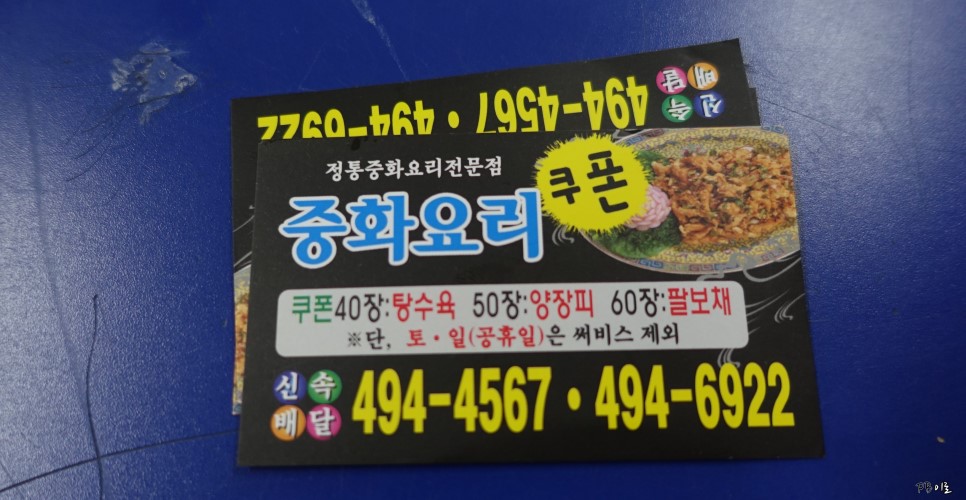 494-4567 • 494-6922
신속
배달
정통중화요리전문점
중화요리
쿠폰
쿠폰40장:탕수육 50장:양장피 60장:팔보채
※단, 토•일(공휴일)은 써비스 제외
신속
배달
494-4567 • 494-6922